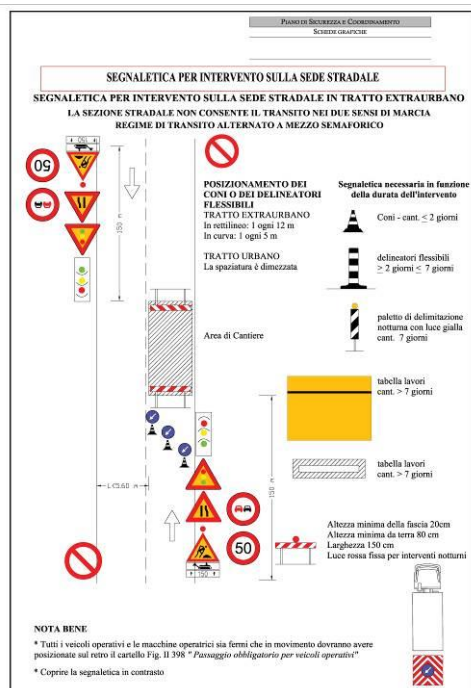 PIANO DI SICUREZZA E COORDINAMENTO
SCHEDE GRAFICHE
SEGNALETICA PER INTERVENTO SULLA SEDE STRADALE
SEGNALETICA PER INTERVENTO SULLA SEDE STRADALE IN TRATTO EXTRAURBANO
LA SEZIONE STRADALE NON CONSENTE IL TRANSITO NEI DUE SENSI DI MARCIA
REGIME DI TRANSITO ALTERNATO A MEZZO SEMAFORICO
150
50
150 m
POSIZIONAMENTO DEI
CONI O DEI DELINEATORI
FLESSIBILI
TRATTO EXTRAURBANO
In rettilineo: 1 ogni 12 m
In curva: 1 ogni 5 m
TRATTO URBANO
La spaziatura è dimezzata
Segnaletica necessaria in funzione
della durata dell'intervento
Coni - cant. ≤ 2 giorni
delineatori flessibili
≥ 2 giorni ≤ 7 giorni
paletto di delimitazione
notturna con luce gialla
cant. 7 giorni
Area di Cantiere
tabella lavori
cant. > 7 giorni
tabella lavori
cant. > 7 giorni
150 m
50
150
Altezza minima della fascia 20cm
Altezza minima da terra 80 cm
Larghezza 150 cm
Luce rossa fissa per interventi notturni
NOTA BENE
* Tutti i veicoli operativi e le macchine operatrici sia fermi che in movimento dovranno avere
posizionate sul retro il cartello Fig. II 398 "Passaggio obbligatorio per veicoli operativi"
* Coprire la segnaletica in contrasto